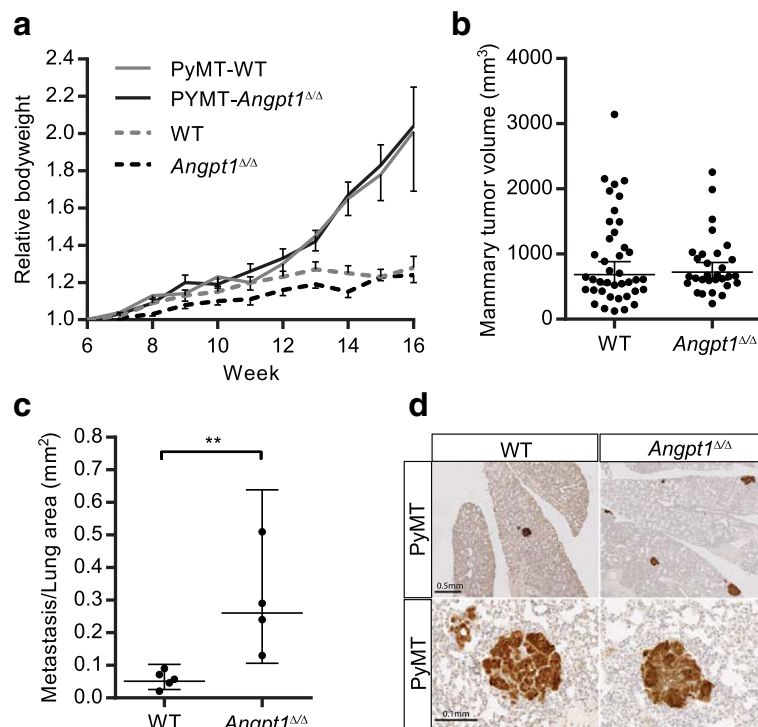 a
2.4
2.2
2.0
1.8
1.6
1.4
1.2
1.0
Relative bodyweight
PyMT-WT
PYMT-Angpt1Δ/Δ
WT
Angpt1Δ/Δ
6 8 10 12 14 16
Week
b
4000
3000
2000
1000
0
Mammary tumor volume (mm3)
WT Angpt1Δ/Δ
c
0.8
0.7
0.6
0.5
0.4
0.3
0.2
0.1
0.0
Metastasis/Lung area (mm2)
**
WT Angpt1Δ/Δ
d
WT Angpt1Δ/Δ
PyMT
0.5mm
PyMT
0.1mm